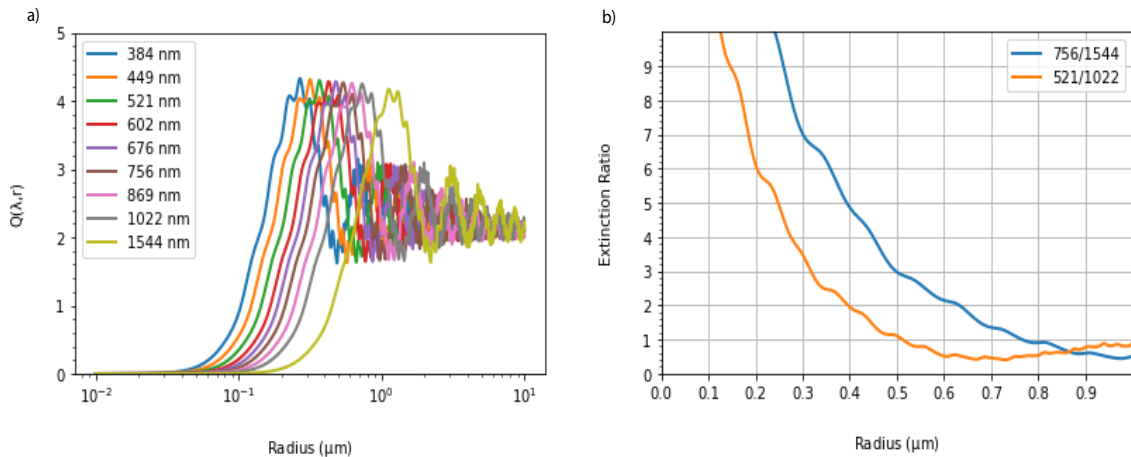 a)
5
4
3
2
1
0
Q(λ,r)
384 nm
449 nm
521 nm
602 nm
676 nm
756 nm
869 nm
1022 nm
1544 nm
10⁻² 10⁻¹ 10⁰ 10¹
Radius (μm)
b)
9
8
7
6
5
4
3
2
1
0
Extinction Ratio
756/1544
521/1022
0.0 0.1 0.2 0.3 0.4 0.5 0.6 0.7 0.8 0.9
Radius (μm)